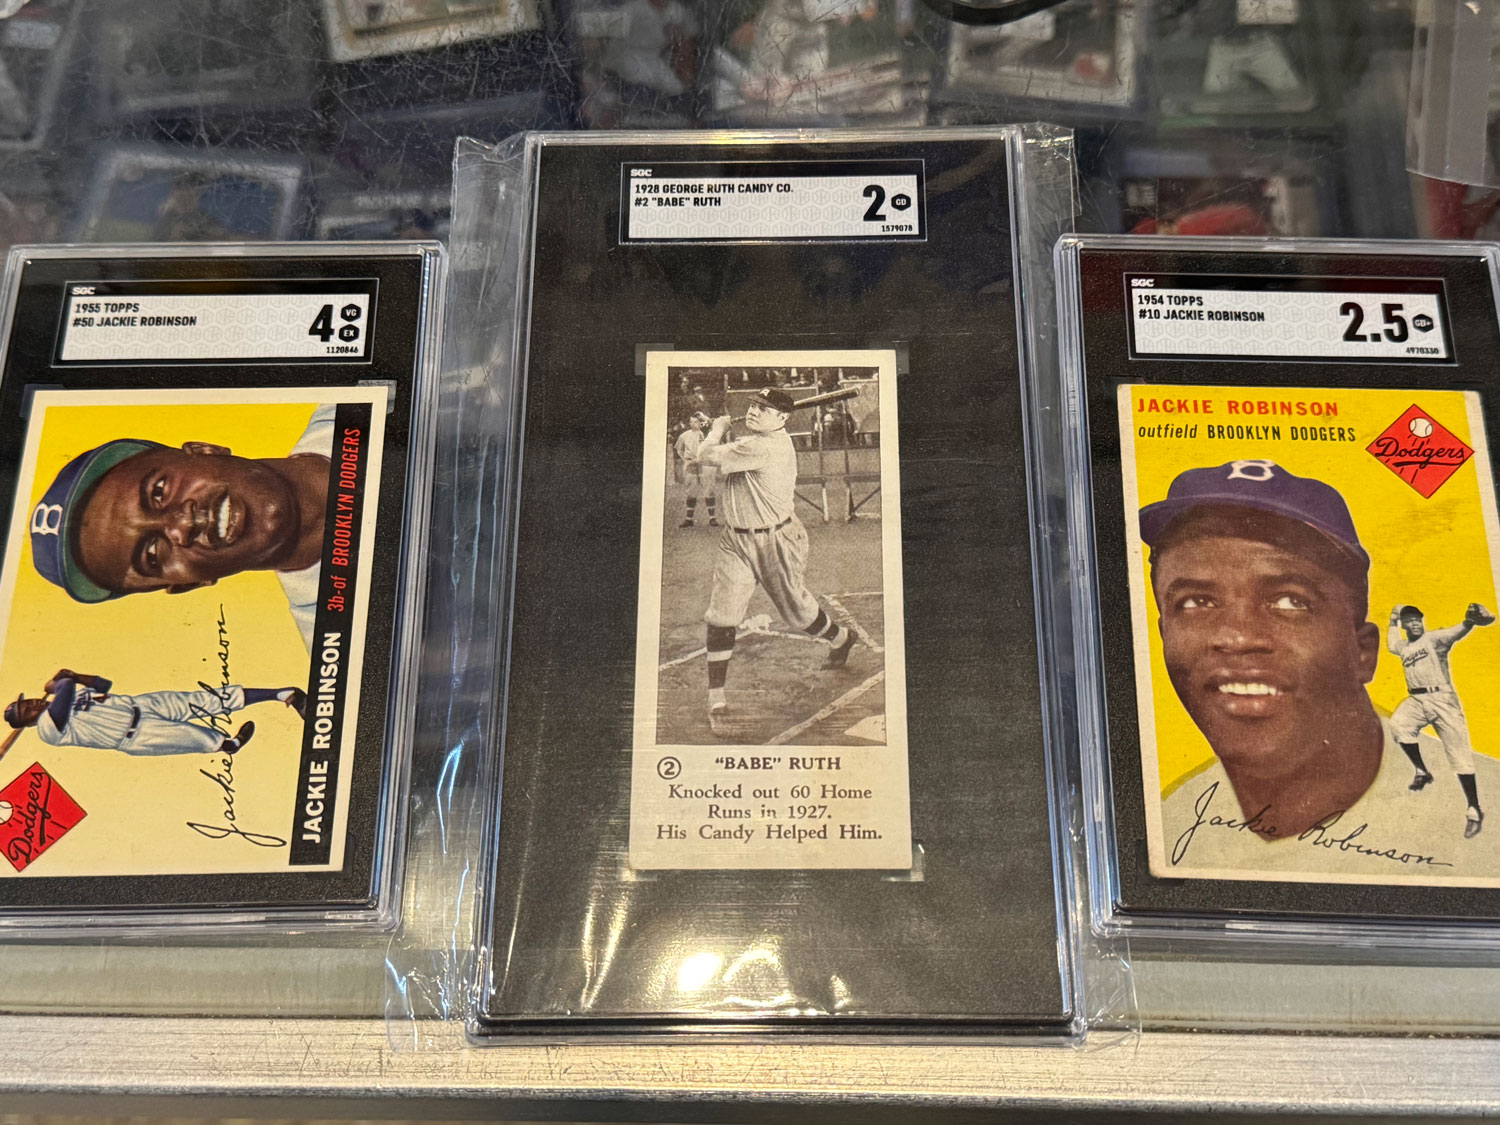 SGC
1955 TOPPS
#50 JACKIE ROBINSON
4
VG
EX
1120846
3b-of BROOKLYN DODGERS
JACKIE ROBINSON
B
Jackie Robinson
Dodgers
SGC
1928 GEORGE RUTH CANDY CO.
#2 "BABE" RUTH
2
GD
1579078
2 "BABE" RUTH
Knocked out 60 Home
Runs in 1927.
His Candy Helped Him.
SGC
1954 TOPPS
#10 JACKIE ROBINSON
2.5
GD+
4970330
JACKIE ROBINSON
outfield BROOKLYN DODGERS
Dodgers
B
Jackie Robinson